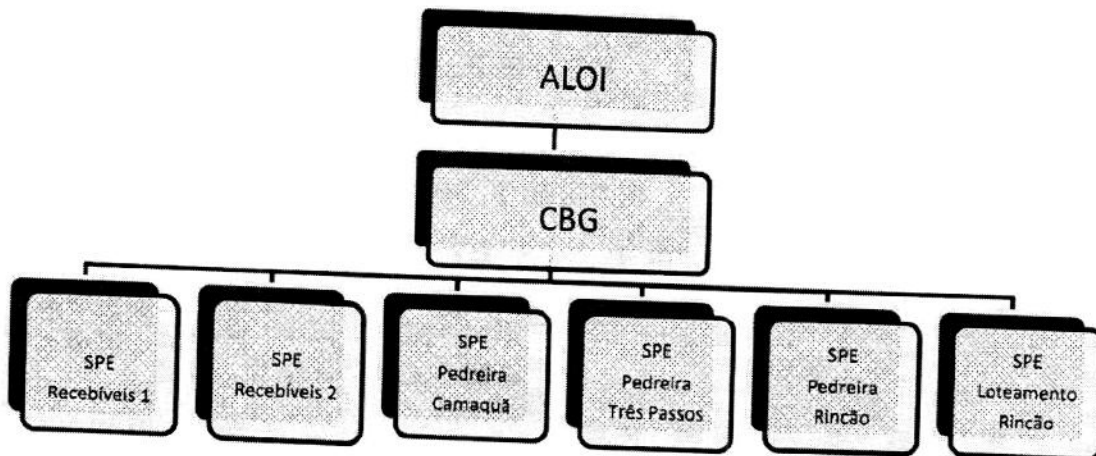 ALOI
CBG
SPE
Recebíveis 1
SPE
Recebíveis 2
SPE
Pedreira
Camaquã
SPE
Pedreira
Três Passos
SPE
Pedreira
Rincão
SPE
Loteamento
Rincão